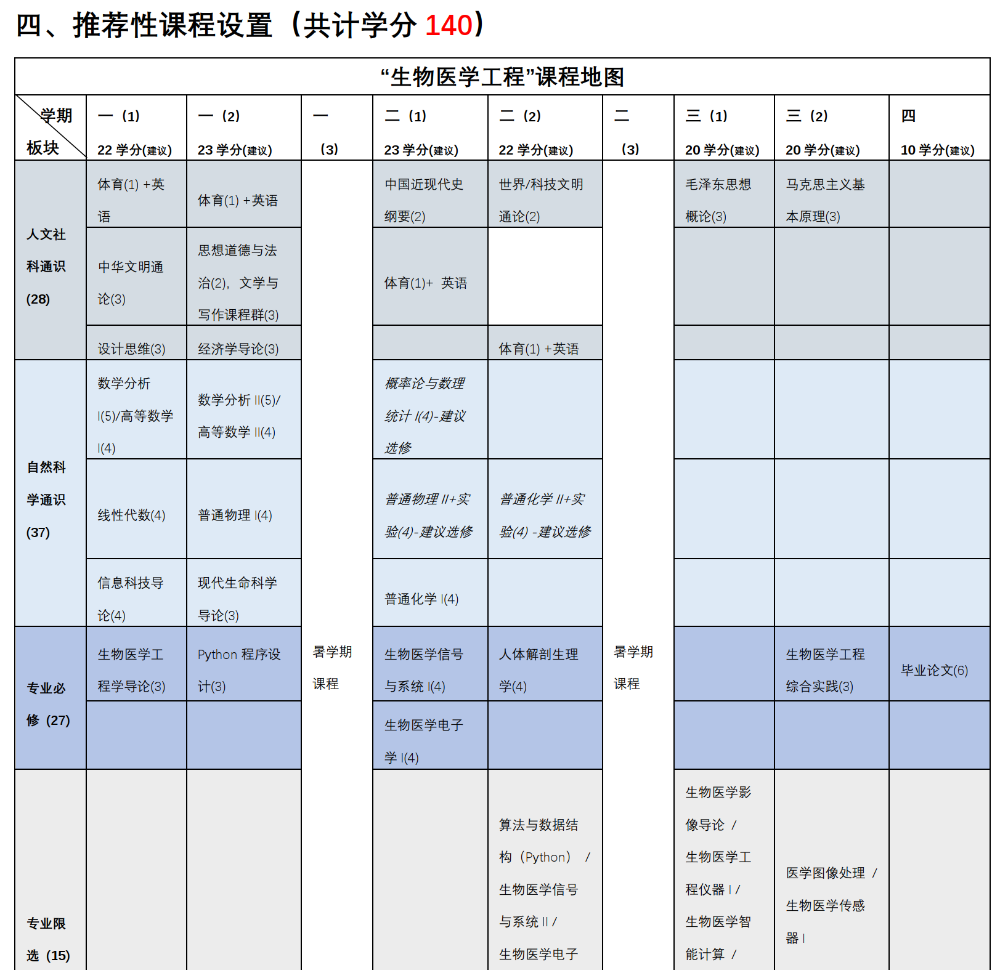 四、推荐性课程设置（共计学分 140）
“生物医学工程”课程地图
学期
板块
一（1）
22 学分(建议)
一（2）
23 学分(建议)
一
（3）
二（1）
23 学分(建议)
二（2）
22 学分(建议)
二
（3）
三（1）
20 学分(建议)
三（2）
20 学分(建议)
四
10 学分(建议)
人文社
科通识
(28)
体育(1) +英
语
体育(1) +英语
中国近现代史
纲要(2)
世界/科技文明
通论(2)
毛泽东思想
概论(3)
马克思主义基
本原理(3)
中华文明通
论(3)
思想道德与法
治(2)，文学与
写作课程群(3)
体育(1)+ 英语
设计思维(3)
经济学导论(3)
体育(1) +英语
自然科
学通识
(37)
数学分析
I(5)/高等数学
I(4)
数学分析 II(5)/
高等数学 II(4)
概率论与数理
统计 I(4)-建议
选修
线性代数(4)
普通物理 I(4)
普通物理 II+实
验(4)-建议选修
普通化学 II+实
验(4) -建议选修
信息科技导
论(4)
现代生命科学
导论(3)
普通化学 I(4)
暑学期
课程
暑学期
课程
专业必
修 (27)
生物医学工
程学导论(3)
Python 程序设
计(3)
生物医学信号
与系统 I(4)
人体解剖生理
学(4)
生物医学工程
综合实践(3)
毕业论文(6)
生物医学电子
学 I(4)
专业限
选 (15)
算法与数据结
构（Python） /
生物医学信号
与系统 II /
生物医学电子
生物医学影
像导论 /
生物医学工
程仪器 I /
生物医学智
能计算 /
医学图像处理 /
生物医学传感
器 I